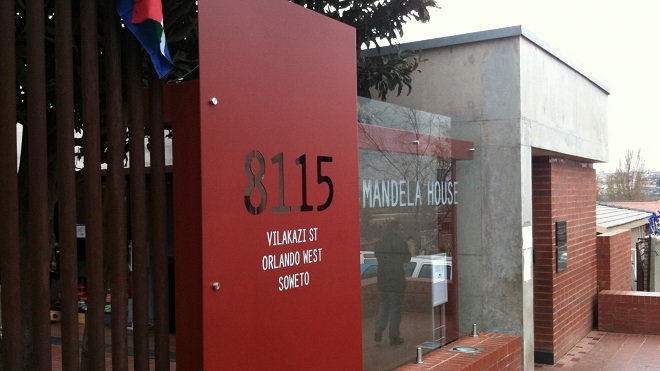 8115
VILAKAZI ST
ORLANDO WEST
SOWETO
MANDELA HOUSE